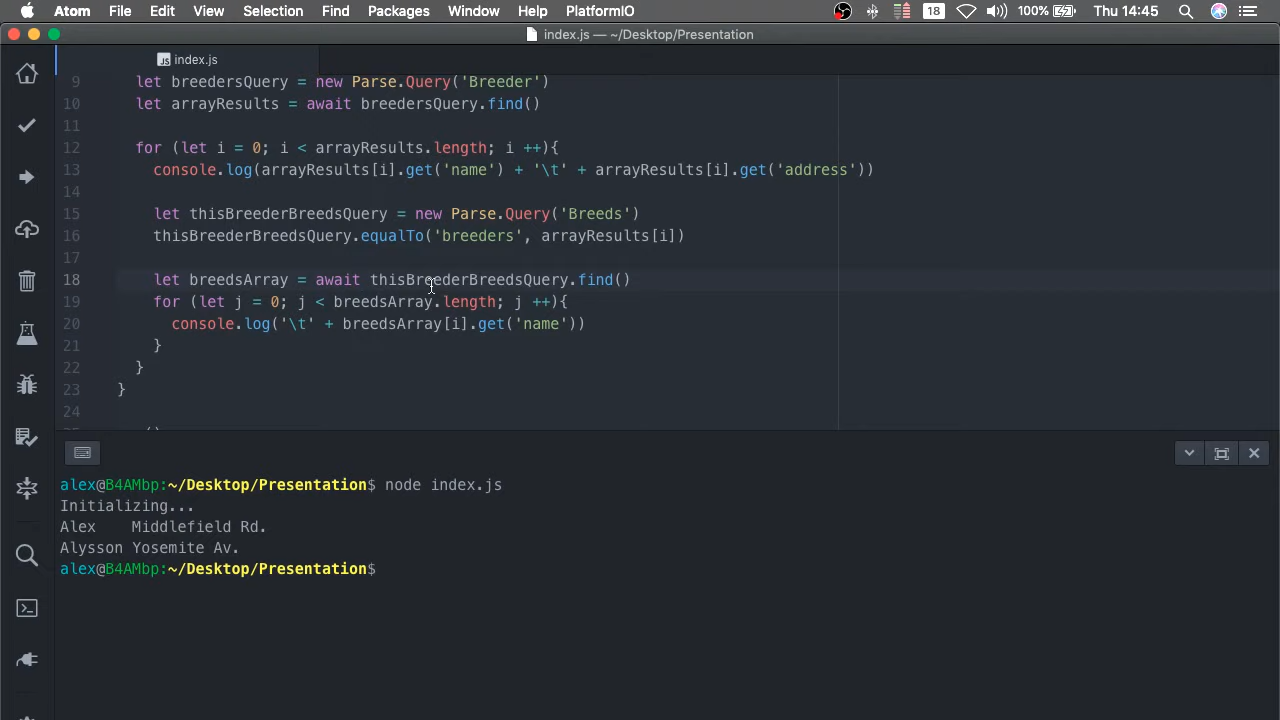 Atom File Edit View Selection Find Packages Window Help PlatformIO 18 100% Thu 14:45
index.js — ~/Desktop/Presentation
JS index.js
9 let breedersQuery = new Parse.Query('Breeder')
10 let arrayResults = await breedersQuery.find()
11
12 for (let i = 0; i < arrayResults.length; i ++){
13 console.log(arrayResults[i].get('name') + '\t' + arrayResults[i].get('address'))
14
15 let thisBreederBreedsQuery = new Parse.Query('Breeds')
16 thisBreederBreedsQuery.equalTo('breeders', arrayResults[i])
17
18 let breedsArray = await thisBreederBreedsQuery.find()
19 for (let j = 0; j < breedsArray.length; j ++){
20 console.log('\t' + breedsArray[i].get('name'))
21 }
22 }
23 }
24
alex@B4AMbp:~/Desktop/Presentation$ node index.js
Initializing...
Alex Middlefield Rd.
Alysson Yosemite Av.
alex@B4AMbp:~/Desktop/Presentation$